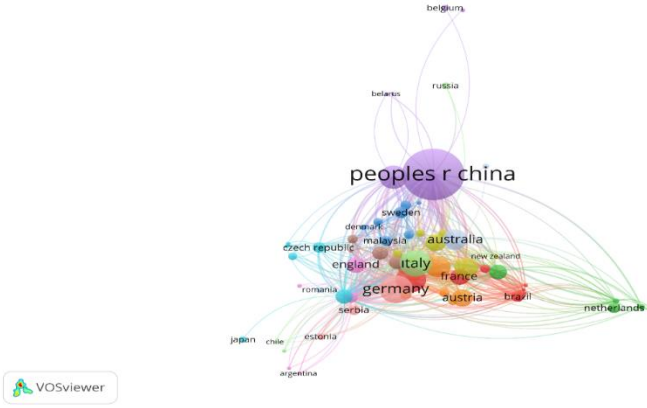 belgium
russia
belarus
peoples r china
sweden
denmark
malaysia
australia
czech republic
england
italy
new zealand
france
romania
germany
austria
brazil
serbia
netherlands
japan
chile
estonia
argentina
VOSviewer